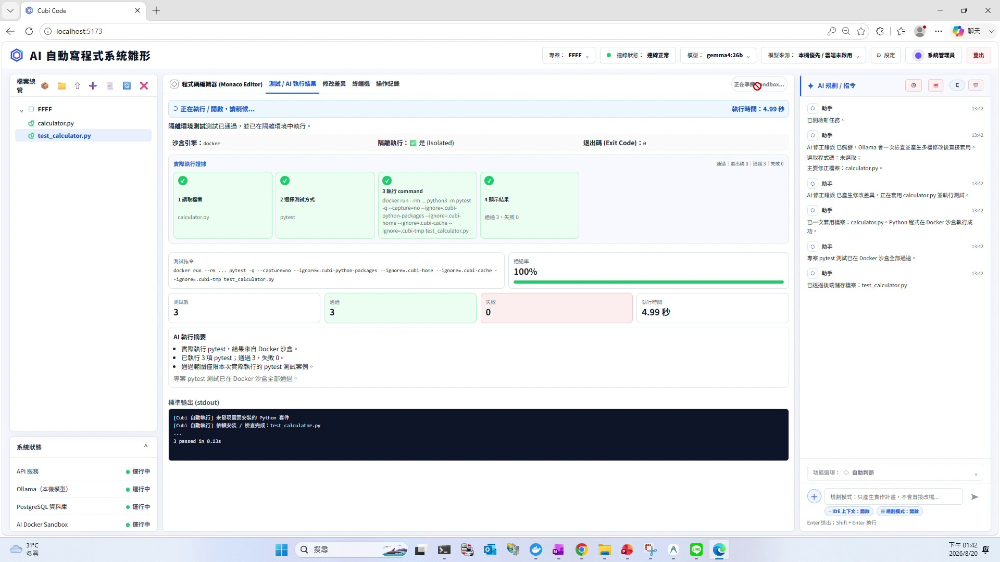 Cubi Code
localhost:5173
聊天
AI 自動寫程式系統雛形
專案： FFFF
連線狀態： 連線正常
模型： gemma4:26b
模型來源： 本機優先 / 雲端未啟用
設定
系統管理員
登出
檔案總管
FFFF
calculator.py
test_calculator.py
系統狀態
API 服務
運行中
Ollama（本機模型）
運行中
PostgreSQL 資料庫
運行中
AI Docker Sandbox
運行中
程式碼編輯器 (Monaco Editor)
測試 / AI 執行結果
修改差異
終端機
操作紀錄
正在準備
ndbox...
正在執行 / 開啟，請稍候...
執行時間：4.99 秒
隔離環境測試測試已通過，並已在隔離環境中執行。
沙盒引擎：docker
隔離執行：✅ 是 (Isolated)
退出碼 (Exit Code)：0
實際執行證據
通過｜退出碼 0｜通過 3｜失敗 0
1 讀取檔案
calculator.py
2 選擇測試方式
pytest
3 執行 command
docker run --rm ... python3 -m pytest
-q --capture=no --ignore=.cubi-
python-packages --ignore=.cubi-
home --ignore=.cubi-cache --
ignore=.cubi-tmp test_calculator.py
4 顯示結果
通過 3，失敗 0
測試指令
docker run --rm ... pytest -q --capture=no --ignore=.cubi-python-packages --ignore=.cubi-home --ignore=.cubi-cache -
-ignore=.cubi-tmp test_calculator.py
通過率
100%
測試數
3
通過
3
失敗
0
執行時間
4.99 秒
AI 執行摘要
實際執行 pytest，結果來自 Docker 沙盒。
已執行 3 項 pytest；通過 3，失敗 0。
通過範圍僅限本次實際執行的 pytest 測試案例。
專案 pytest 測試已在 Docker 沙盒全部通過。
標準輸出 (stdout)
[Cubi 自動執行] 未發現需要安裝的 Python 套件
[Cubi 自動執行] 依賴安裝 / 檢查完成：test_calculator.py
...
3 passed in 0.13s
AI 規劃 / 指令
助手
13:42
已開啟新任務。
助手
13:42
AI 修正錯誤 已觸發，Ollama 會一次檢查並產生多檔修改後直接套用。
選取程式碼：未選取；
主要修正檔案：calculator.py。
助手
13:42
AI 修正錯誤 已產生修改差異，正在套用 calculator.py 並執行測試。
助手
13:42
已一次套用檔案：calculator.py。Python 程式在 Docker 沙盒執行成
功。
助手
13:42
專案 pytest 測試已在 Docker 沙盒全部通過。
助手
13:42
已透過後端儲存檔案：test_calculator.py
功能選項： ◇ 自動判斷
規劃模式：只產生實作計畫，不會直接改檔...
IDE 上下文：開啟
規劃模式：開啟
Enter 送出；Shift + Enter 換行
31°C
多雲
搜尋
下午 01:42
2026/8/20